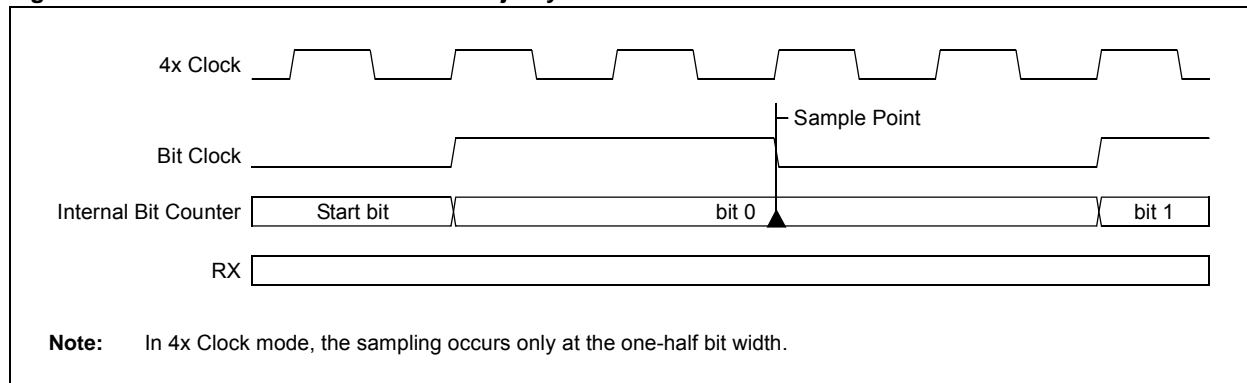 4x Clock
Sample Point
Bit Clock
Internal Bit Counter Start bit bit 0 bit 1
RX
Note: In 4x Clock mode, the sampling occurs only at the one-half bit width.